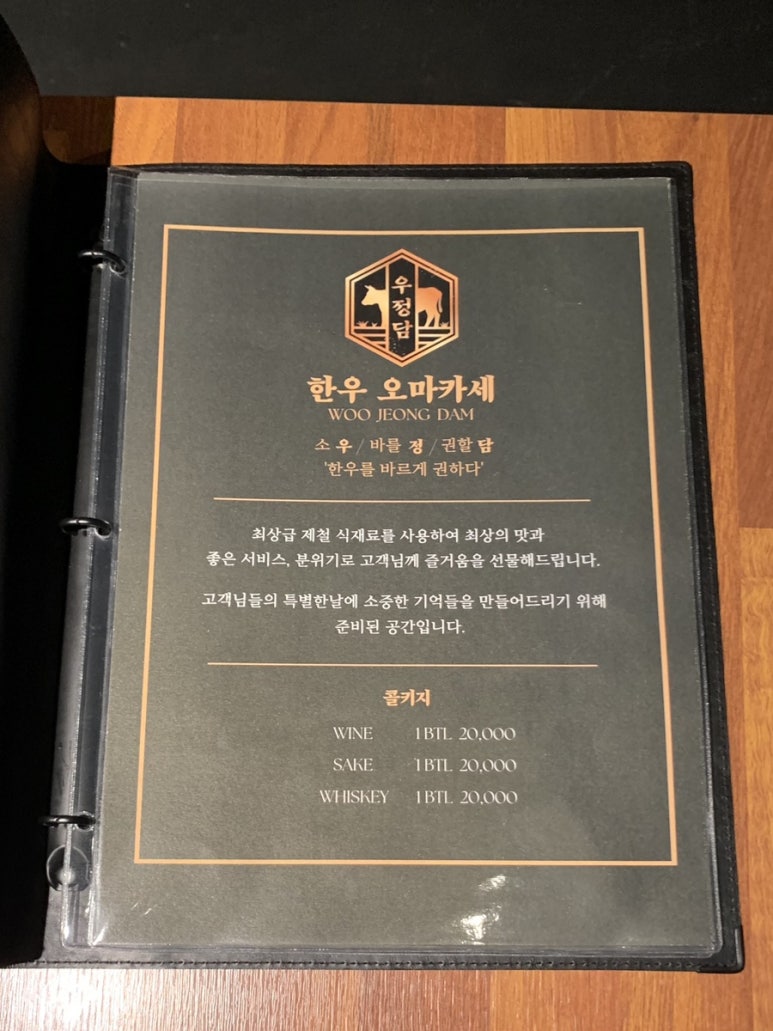 우정담
한우 오마카세
WOO JEONG DAM
소 우 / 바를 정 / 권할 담
'한우를 바르게 권하다'
최상급 제철 식재료를 사용하여 최상의 맛과
좋은 서비스, 분위기로 고객님께 즐거움을 선물해드립니다.
고객님들의 특별한날에 소중한 기억들을 만들어드리기 위해
준비된 공간입니다.
콜키지
WINE 1 BTL 20,000
SAKE 1 BTL 20,000
WHISKEY 1 BTL 20,000